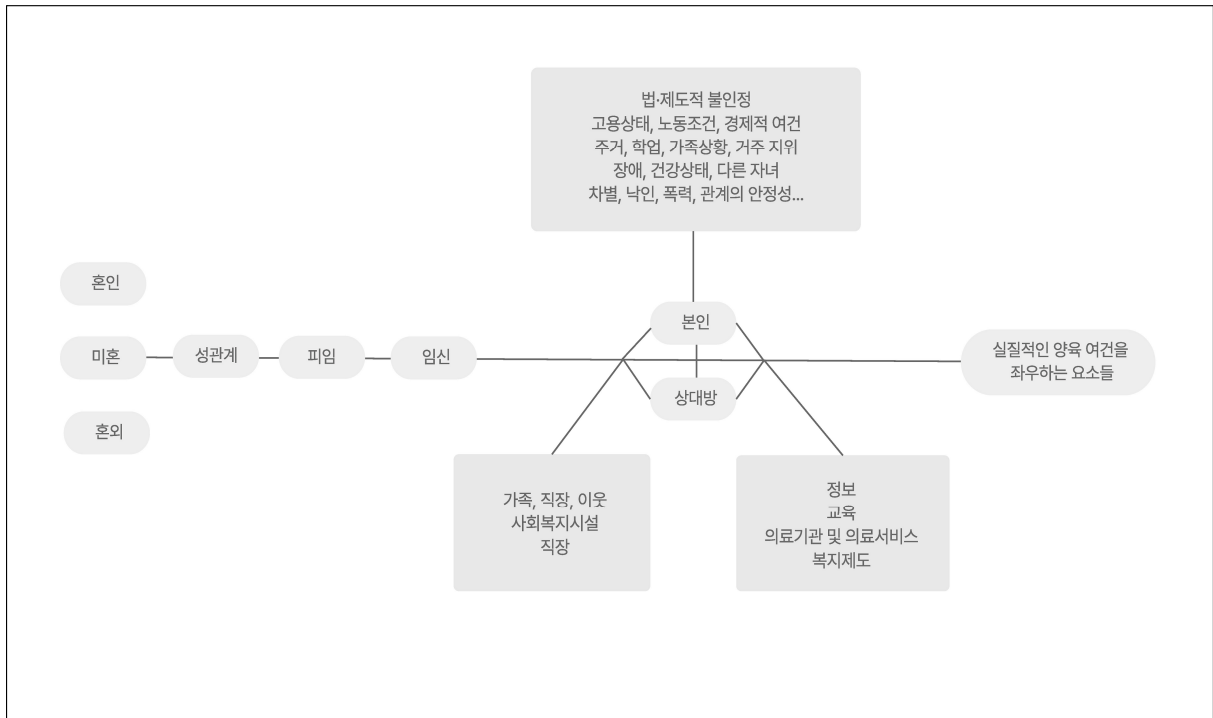 법·제도적 불인정
고용상태, 노동조건, 경제적 여건
주거, 학업, 가족상황, 거주 지위
장애, 건강상태, 다른 자녀
차별, 낙인, 폭력, 관계의 안정성...
혼인
미혼
성관계
피임
임신
혼외
본인
상대방
실질적인 양육 여건을
좌우하는 요소들
가족, 직장, 이웃
사회복지시설
직장
정보
교육
의료기관 및 의료서비스
복지제도